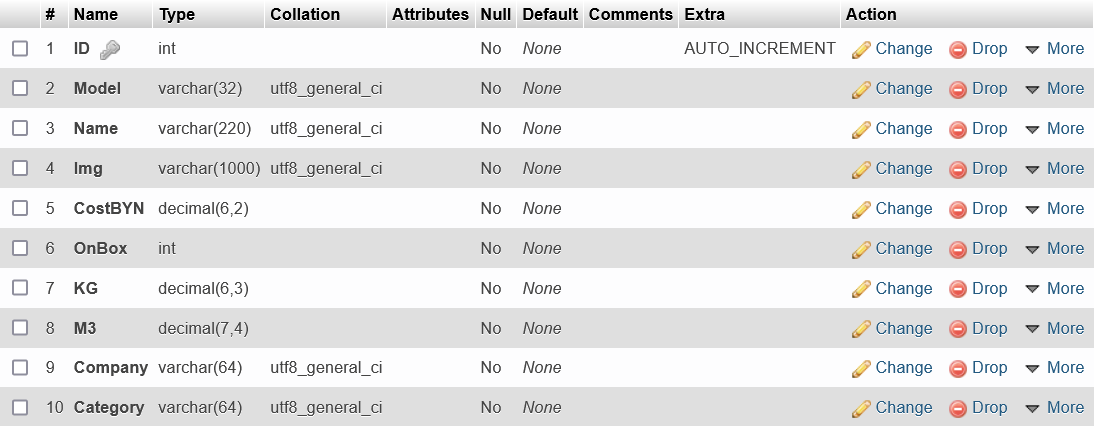 # Name Type Collation Attributes Null Default Comments Extra Action
1 ID int No None AUTO_INCREMENT Change Drop More
2 Model varchar(32) utf8_general_ci No None Change Drop More
3 Name varchar(220) utf8_general_ci No None Change Drop More
4 Img varchar(1000) utf8_general_ci No None Change Drop More
5 CostBYN decimal(6,2) No None Change Drop More
6 OnBox int No None Change Drop More
7 KG decimal(6,3) No None Change Drop More
8 M3 decimal(7,4) No None Change Drop More
9 Company varchar(64) utf8_general_ci No None Change Drop More
10 Category varchar(64) utf8_general_ci No None Change Drop More